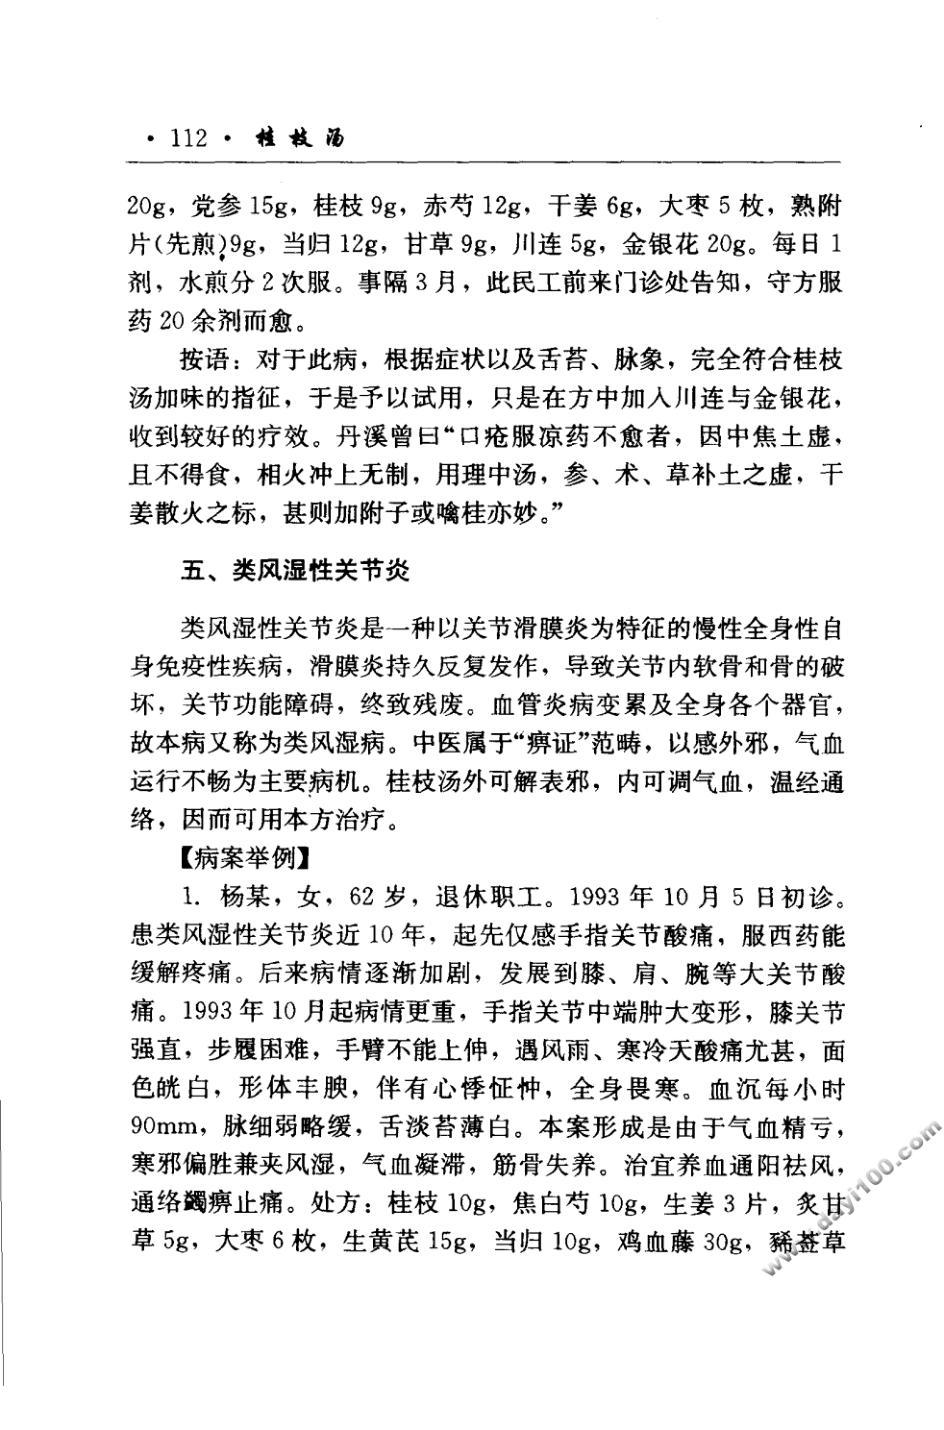 · 112 · 桂枝汤
20g，党参 15g，桂枝 9g，赤芍 12g，干姜 6g，大枣 5 枚，熟附
片(先煎)9g，当归 12g，甘草 9g，川连 5g，金银花 20g。每日 1
剂，水煎分 2 次服。事隔 3 月，此民工前来门诊处告知，守方服
药 20 余剂而愈。
按语：对于此病，根据症状以及舌苔、脉象，完全符合桂枝
汤加味的指征，于是予以试用，只是在方中加入川连与金银花，
收到较好的疗效。丹溪曾曰“口疮服凉药不愈者，因中焦土虚，
且不得食，相火冲上无制，用理中汤，参、术、草补土之虚，干
姜散火之标，甚则加附子或噙桂亦妙。”
五、类风湿性关节炎
类风湿性关节炎是一种以关节滑膜炎为特征的慢性全身性自
身免疫性疾病，滑膜炎持久反复发作，导致关节内软骨和骨的破
坏，关节功能障碍，终致残废。血管炎病变累及全身各个器官，
故本病又称为类风湿病。中医属于“痹证”范畴，以感外邪，气血
运行不畅为主要病机。桂枝汤外可解表邪，内可调气血，温经通
络，因而可用本方治疗。
【病案举例】
1. 杨某，女，62 岁，退休职工。1993 年 10 月 5 日初诊。
患类风湿性关节炎近 10 年，起先仅感手指关节酸痛，服西药能
缓解疼痛。后来病情逐渐加剧，发展到膝、肩、腕等大关节酸
痛。1993 年 10 月起病情更重，手指关节中端肿大变形，膝关节
强直，步履困难，手臂不能上伸，遇风雨、寒冷天酸痛尤甚，面
色㿠白，形体丰腴，伴有心悸怔忡，全身畏寒。血沉每小时
90mm，脉细弱略缓，舌淡苔薄白。本案形成是由于气血精亏，
寒邪偏胜兼夹风湿，气血凝滞，筋骨失养。治宜养血通阳祛风，
通络蠲痹止痛。处方：桂枝 10g，焦白芍 10g，生姜 3 片，炙甘
草 5g，大枣 6 枚，生黄芪 15g，当归 10g，鸡血藤 30g，豨莶草
www.dayi100.com